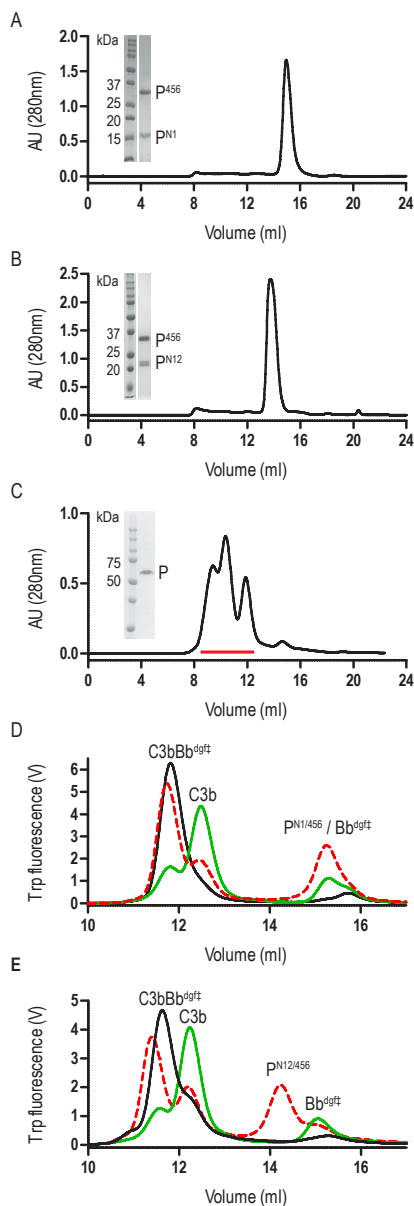 A
kDa
37
25
20
15
P⁴⁵⁶
Pᴺ¹
2.0
1.5
1.0
0.5
0.0
AU (280nm)
0 4 8 12 16 20 24
Volume (ml)
B
kDa
37
25
20
P⁴⁵⁶
Pᴺ¹²
2.5
2.0
1.5
1.0
0.5
0.0
AU (280nm)
0 4 8 12 16 20 24
Volume (ml)
C
kDa
75
50
P
1.0
0.5
0.0
AU (280nm)
0 4 8 12 16 20 24
Volume (ml)
D
C3bBbᵈᵍᶠ‡
C3b
Pᴺ¹/⁴⁵⁶ / Bbᵈᵍᶠ‡
6
5
4
3
2
1
0
Trp fluorescence (V)
10 12 14 16
Volume (ml)
E
C3bBbᵈᵍᶠ‡
C3b
Pᴺ¹²/⁴⁵⁶
Bbᵈᵍᶠ‡
5
4
3
2
1
0
Trp fluorescence (V)
10 12 14 16
Volume (ml)